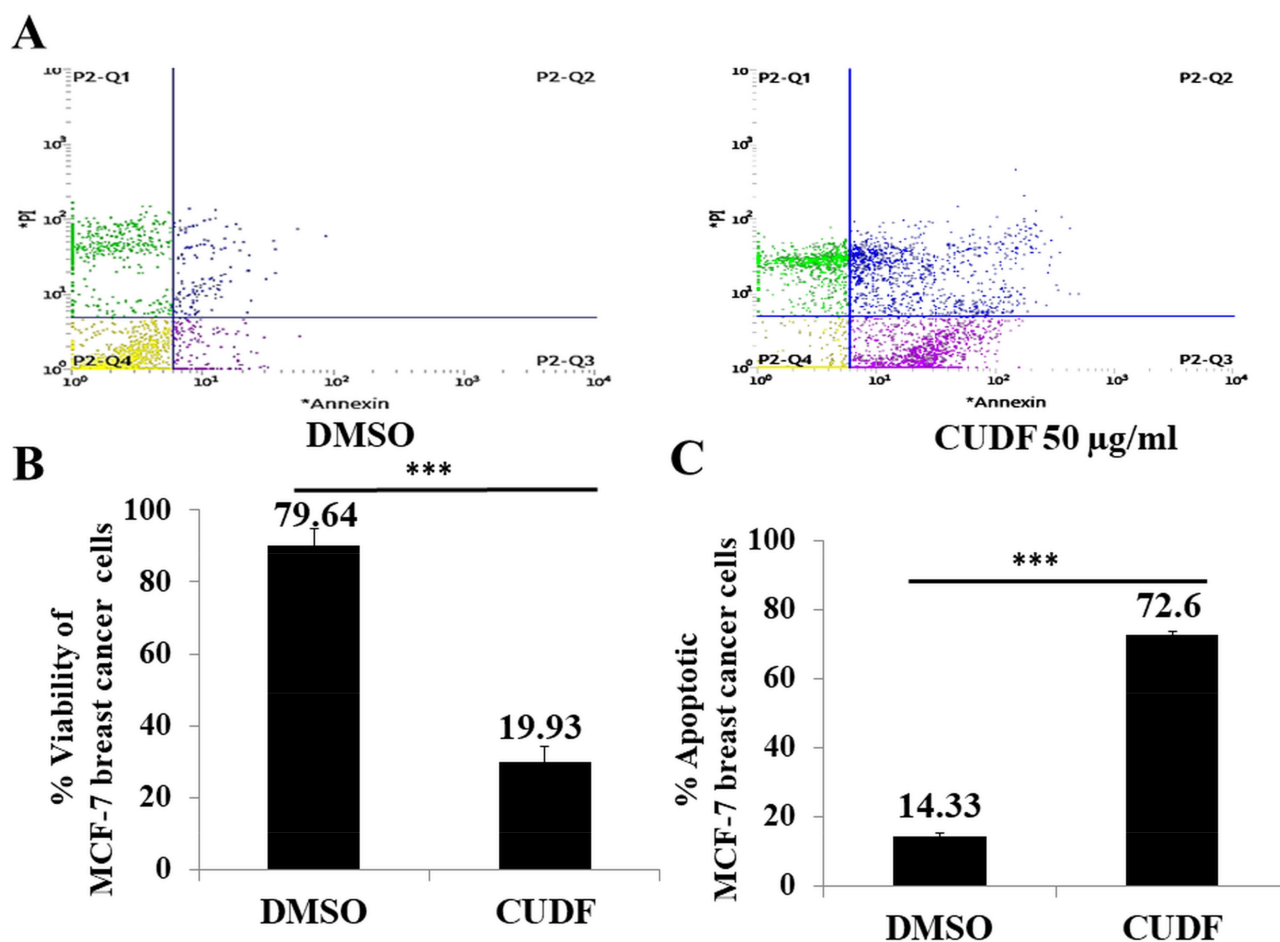 A
P2-Q1
P2-Q2
10³
10²
10¹
10⁰
*PI
P2-Q4
P2-Q3
10⁰ 10¹ 10² 10³ 10⁴
*Annexin
DMSO
P2-Q1
P2-Q2
10³
10²
10¹
10⁰
*PI
P2-Q4
P2-Q3
10⁰ 10¹ 10² 10³ 10⁴
*Annexin
CUDF 50 µg/ml
B
***
% Viability of
MCF-7 breast cancer cells
100
80
60
40
20
0
79.64
19.93
DMSO CUDF
C
***
% Apoptotic
MCF-7 breast cancer cells
100
80
60
40
20
0
14.33
72.6
DMSO CUDF